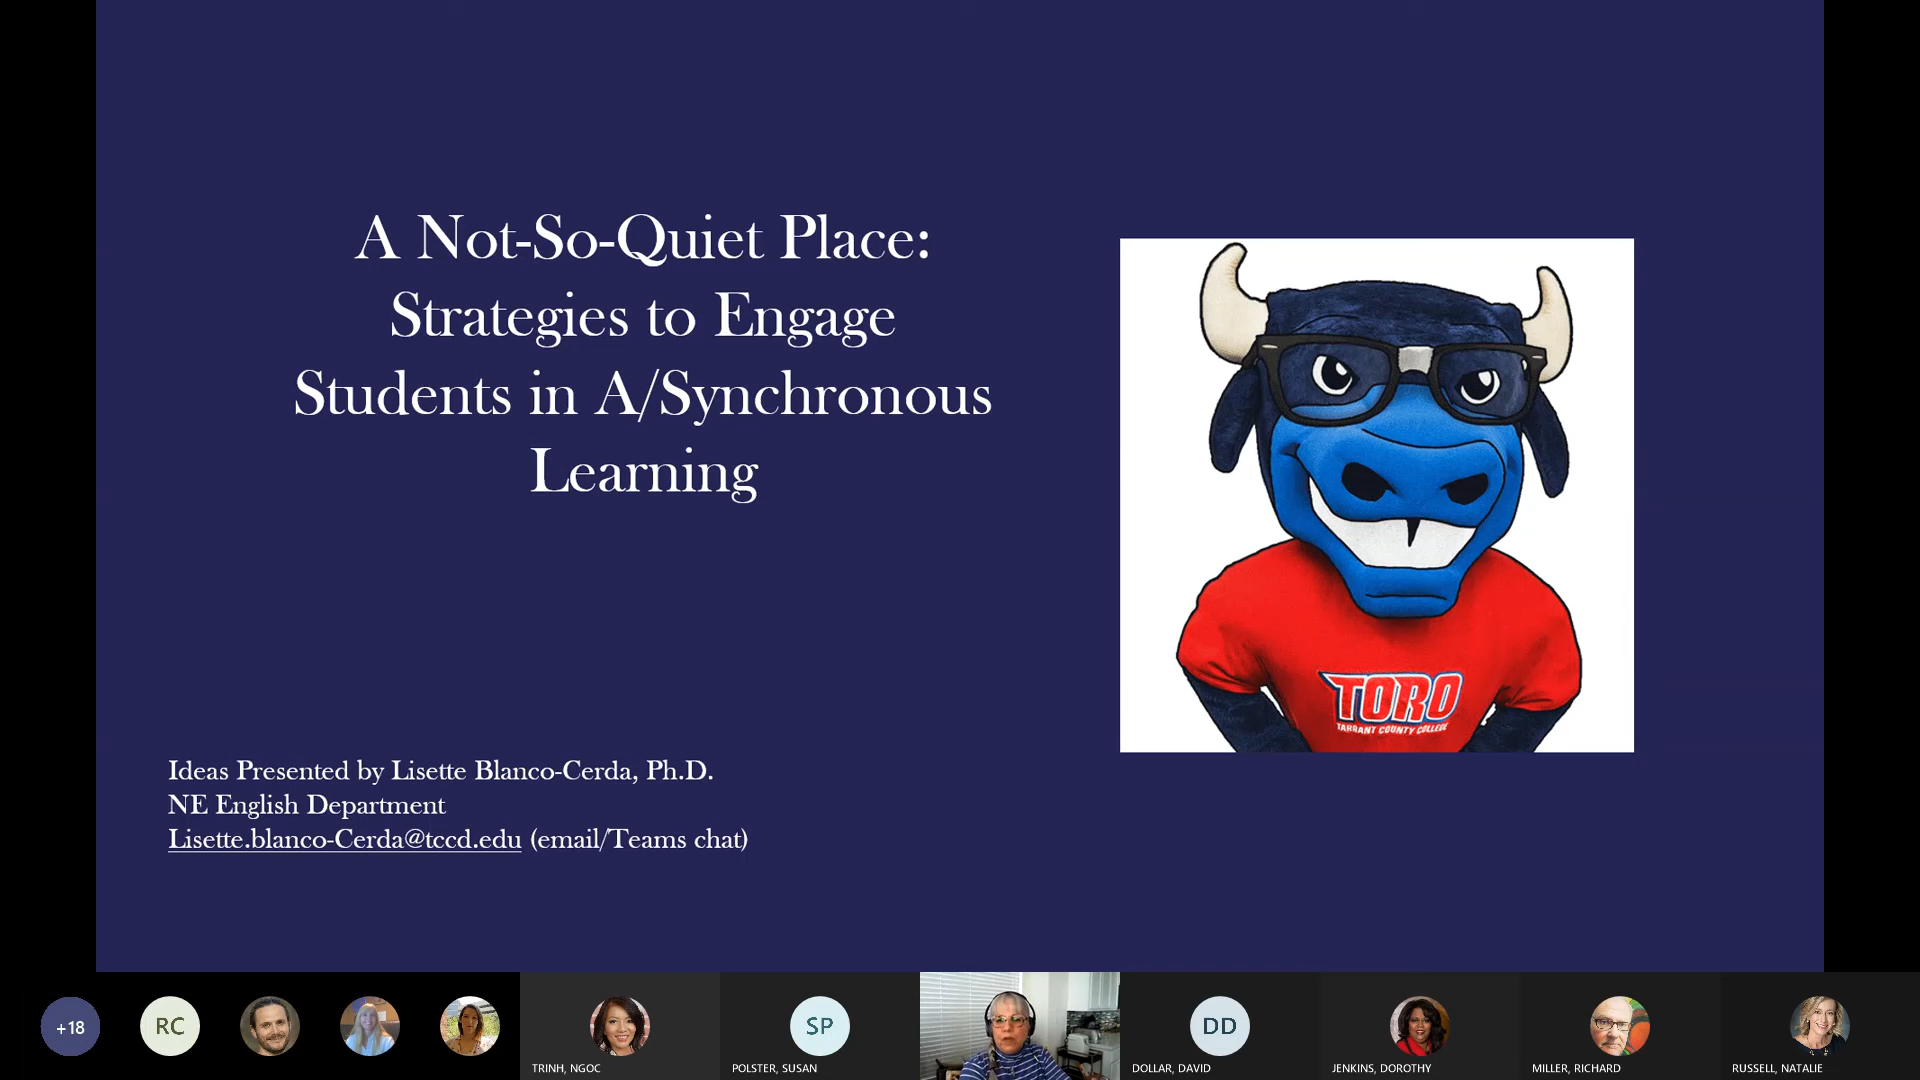 A Not-So-Quiet Place:
Strategies to Engage
Students in A/Synchronous
Learning
TORO
TARRANT COUNTY COLLEGE
Ideas Presented by Lisette Blanco-Cerda, Ph.D.
NE English Department
Lisette.blanco-Cerda@tccd.edu (email/Teams chat)
+18
RC
SP
DD
TRINH, NGOC
POLSTER, SUSAN
DOLLAR, DAVID
JENKINS, DOROTHY
MILLER, RICHARD
RUSSELL, NATALIE